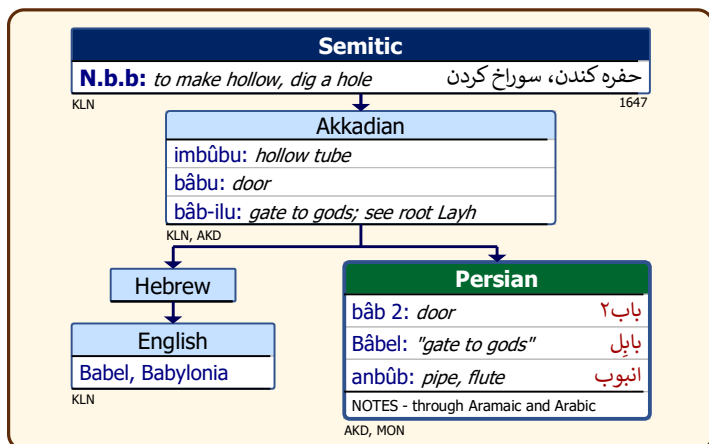 Semitic
N.b.b: to make hollow, dig a hole حفره کندن، سوراخ کردن
KLN 1647
Akkadian
imbûbu: hollow tube
bâbu: door
bâb-ilu: gate to gods; see root Layh
KLN, AKD
Hebrew
English
Babel, Babylonia
KLN
Persian
bâb 2: door باب۲
Bâbel: "gate to gods" بابِل
anbûb: pipe, flute انبوب
NOTES - through Aramaic and Arabic
AKD, MON